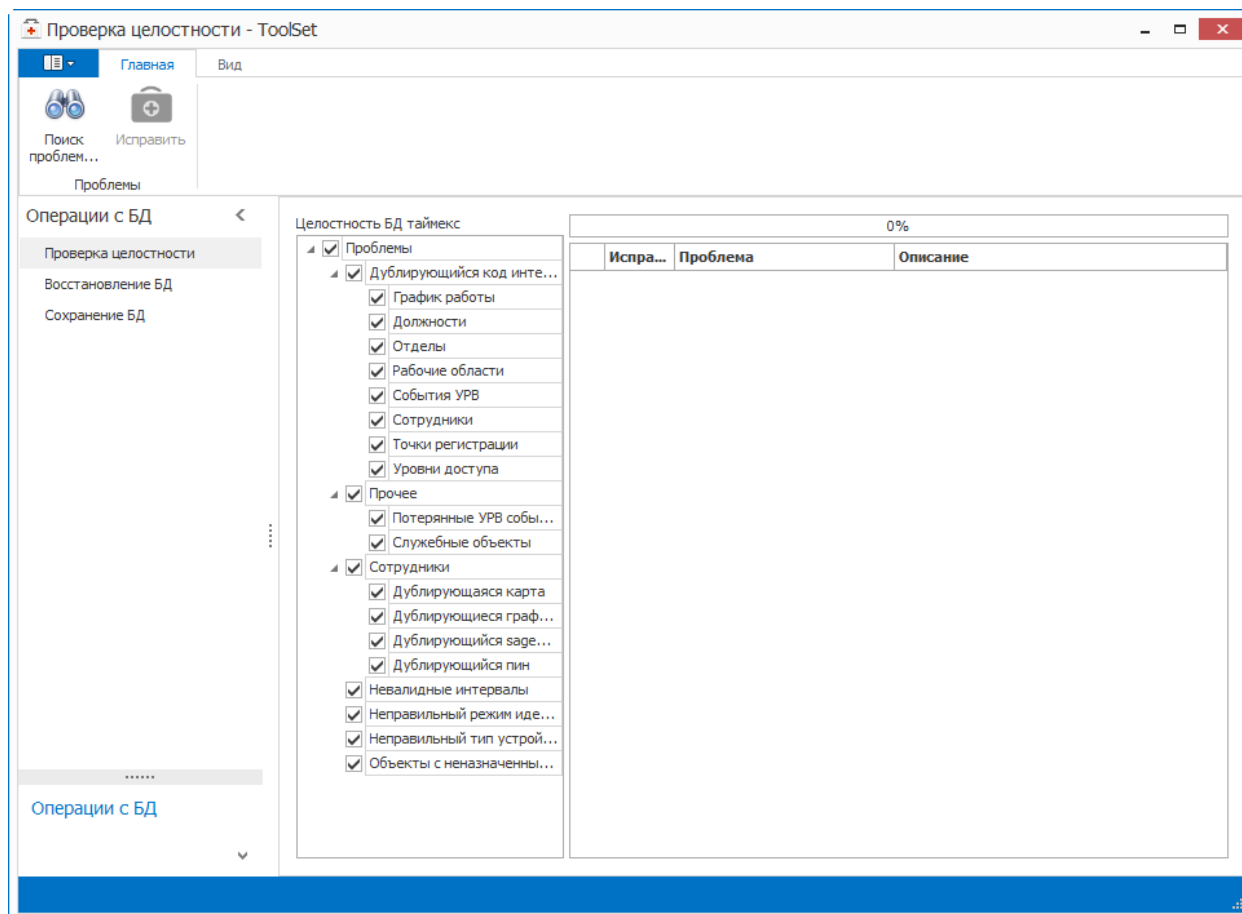 Проверка целостности - ToolSet
Главная
Вид
Поиск
проблем...
Исправить
Проблемы
Операции с БД
Проверка целостности
Восстановление БД
Сохранение БД
Операции с БД
Целостность БД таймекс
Проблемы
Дублирующийся код инте...
График работы
Должности
Отделы
Рабочие области
События УРВ
Сотрудники
Точки регистрации
Уровни доступа
Прочее
Потерянные УРВ собы...
Служебные объекты
Сотрудники
Дублирующаяся карта
Дублирующиеся граф...
Дублирующийся sage...
Дублирующийся пин
Невалидные интервалы
Неправильный режим иде...
Неправильный тип устрой...
Объекты с неназначенны...
0%
Испра... Проблема Описание